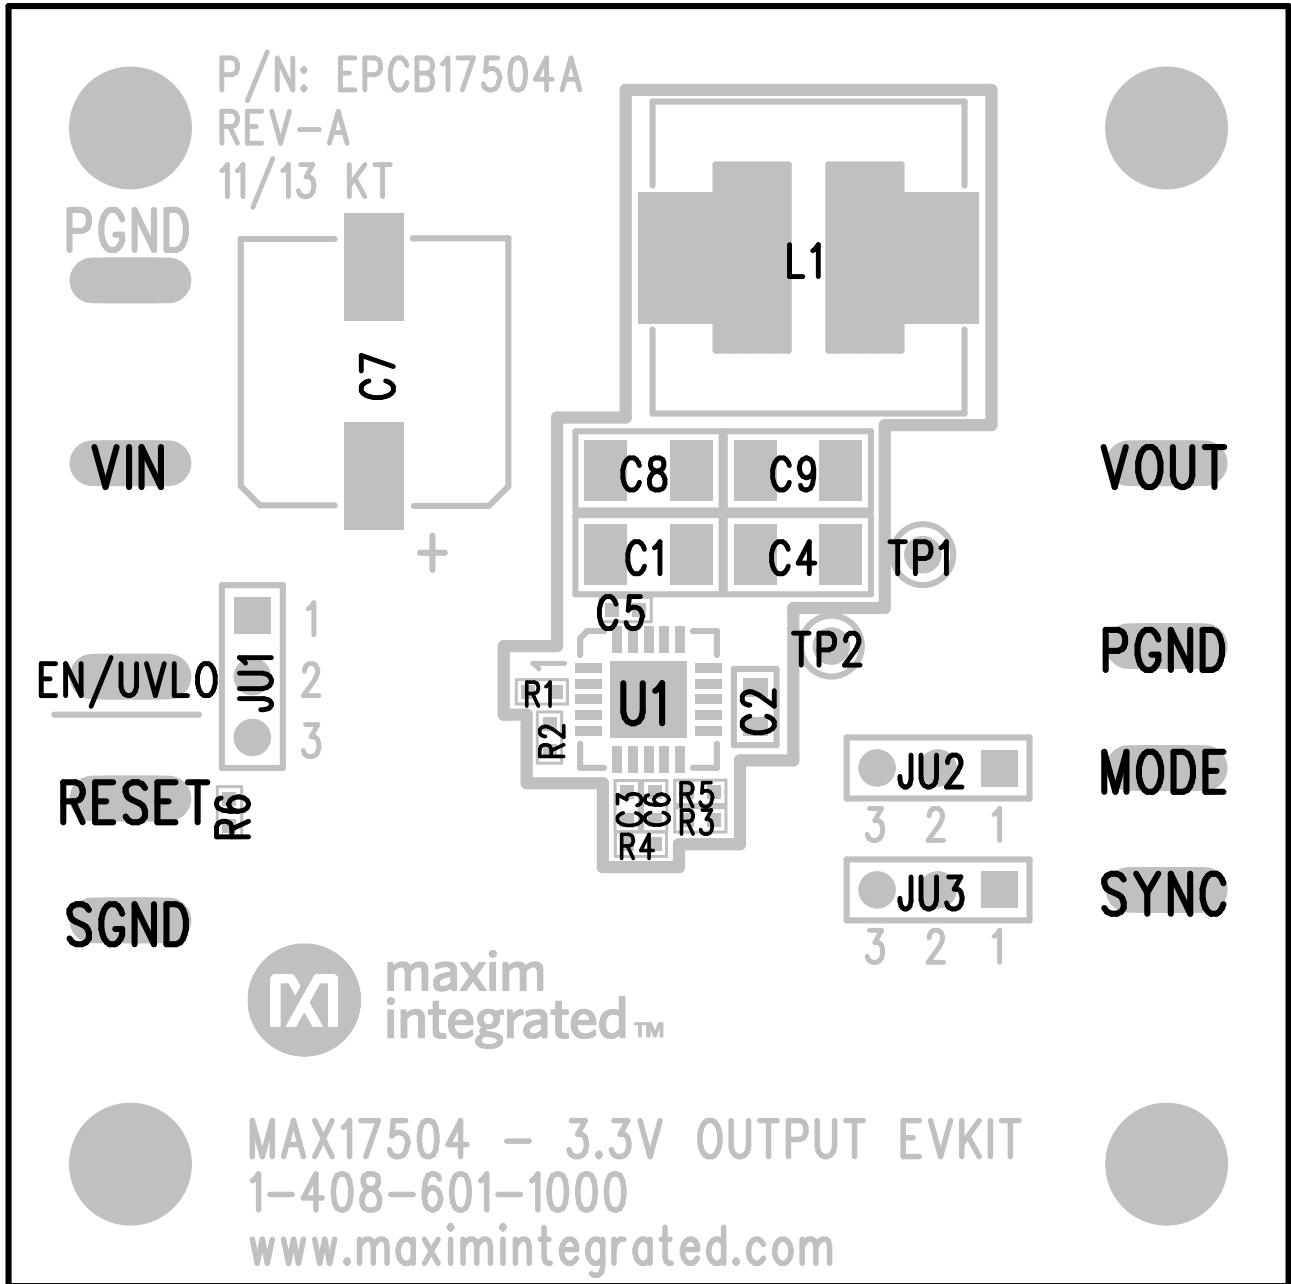 P/N: EPCB17504A
REV-A
11/13 KT
PGND
L1
C7
VIN
C8
C9
VOUT
C1
C4
TP1
+
C5
1
JU1
2
3
EN/UVLO
TP2
PGND
1
R1
U1
C2
R2
RESET
R6
C3
C6
R5
R3
R4
JU2
3 2 1
MODE
JU3
3 2 1
SYNC
SGND
maxim
integrated™
MAX17504 - 3.3V OUTPUT EVKIT
1-408-601-1000
www.maximintegrated.com